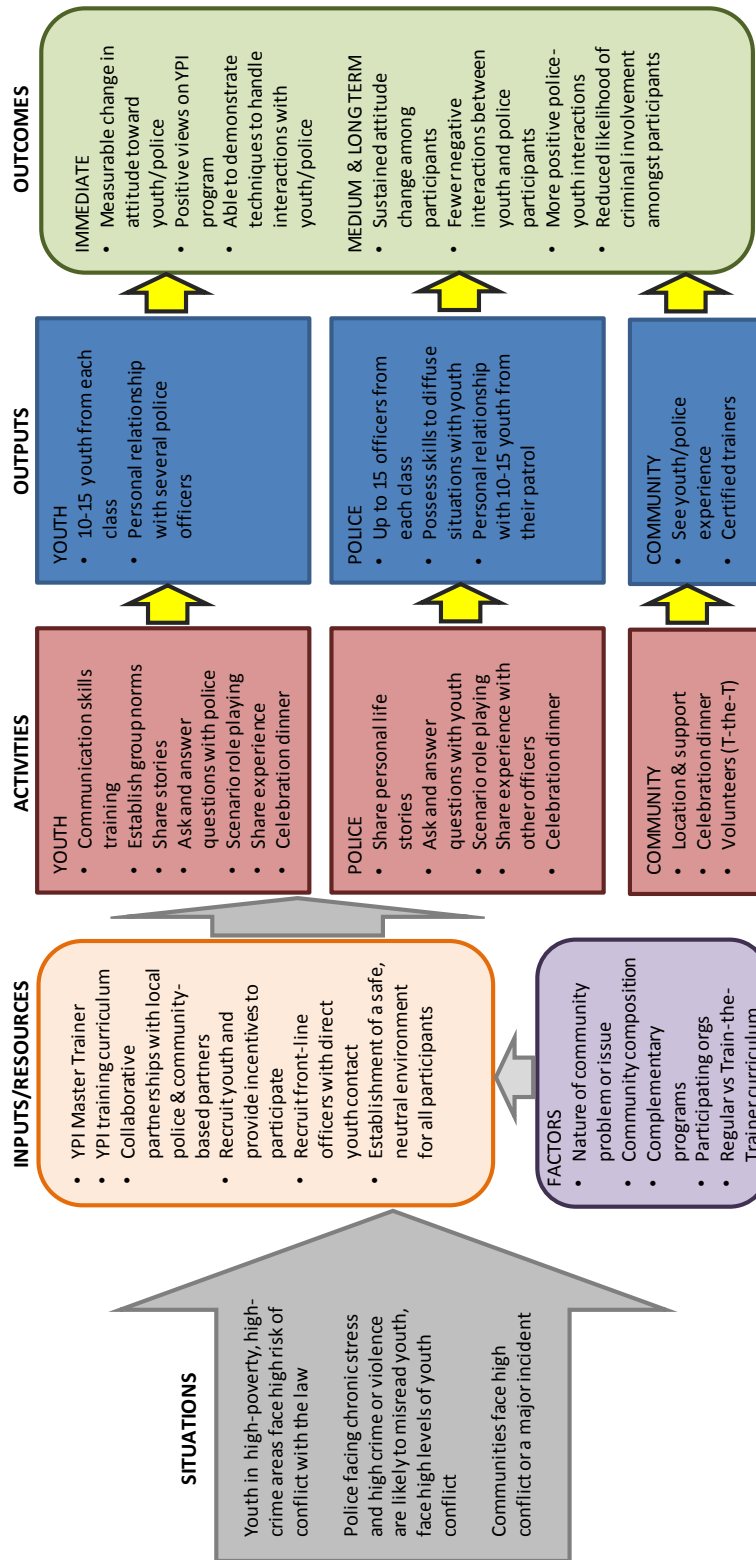 SITUATIONS
Youth in high-poverty, high-
crime areas face high risk of
conflict with the law
Police facing chronic stress
and high crime or violence
are likely to misread youth,
face high levels of youth
conflict
Communities face high
conflict or a major incident
INPUTS/RESOURCES
• YPI Master Trainer
• YPI training curriculum
• Collaborative
partnerships with local
police & community-
based partners
• Recruit youth and
provide incentives to
participate
• Recruit front-line
officers with direct
youth contact
• Establishment of a safe,
neutral environment
for all participants
FACTORS
• Nature of community
problem or issue
• Community composition
• Complementary
programs
• Participating orgs
• Regular vs Train-the-
Trainer curriculum
ACTIVITIES
YOUTH
• Communication skills
training
• Establish group norms
• Share stories
• Ask and answer
questions with police
• Scenario role playing
• Share experience
• Celebration dinner
POLICE
• Share personal life
stories
• Ask and answer
questions with youth
• Scenario role playing
• Share experience with
other officers
• Celebration dinner
COMMUNITY
• Location & support
• Celebration dinner
• Volunteers (T-the-T)
OUTPUTS
YOUTH
• 10-15 youth from each
class
• Personal relationship
with several police
officers
POLICE
• Up to 15 officers from
each class
• Possess skills to diffuse
situations with youth
• Personal relationship
with 10-15 youth from
their patrol
COMMUNITY
• See youth/police
experience
• Certified trainers
OUTCOMES
IMMEDIATE
• Measurable change in
attitude toward
youth/police
• Positive views on YPI
program
• Able to demonstrate
techniques to handle
interactions with
youth/police
MEDIUM & LONG TERM
• Sustained attitude
change among
participants
• Fewer negative
interactions between
youth and police
participants
• More positive police-
youth interactions
• Reduced likelihood of
criminal involvement
amongst participants